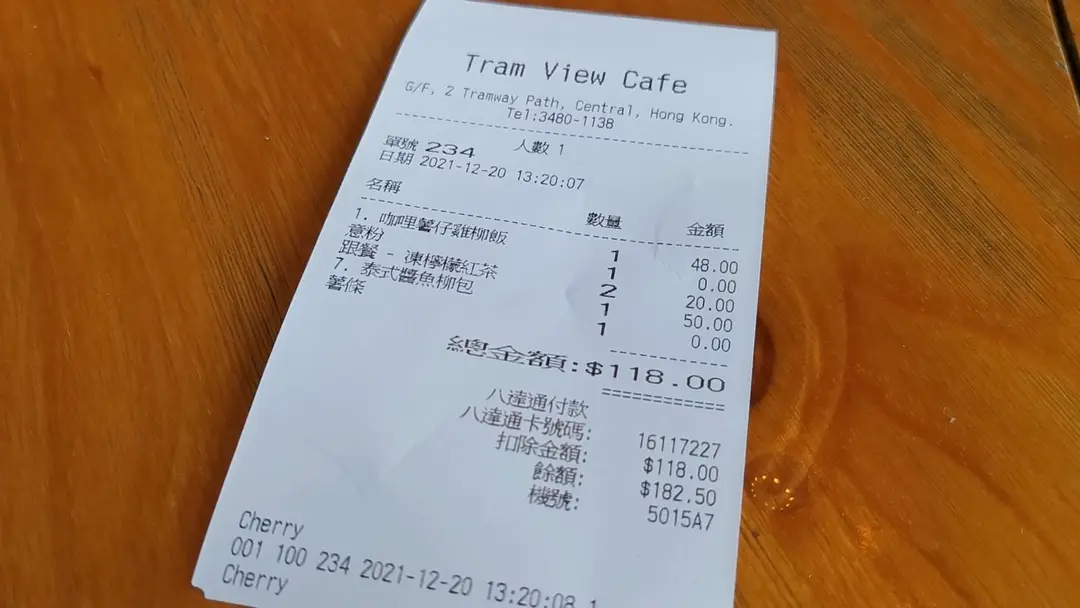 Tram View Cafe
G/F, 2 Tramway Path, Central, Hong Kong.
Tel:3480-1138
單號 234 人數 1
日期 2021-12-20 13:20:07
名稱 數量 金額
1. 咖哩薯仔雞柳飯 1 48.00
意粉 1 0.00
跟餐 - 凍檸檬紅茶 2 20.00
7. 泰式醬魚柳包 1 50.00
薯條 1 0.00
總金額:$118.00
八達通付款
八達通卡號碼: 16117227
扣除金額: $118.00
餘額: $182.50
機號: 5015A7
Cherry
001 100 234 2021-12-20 13:20:08 1
Cherry